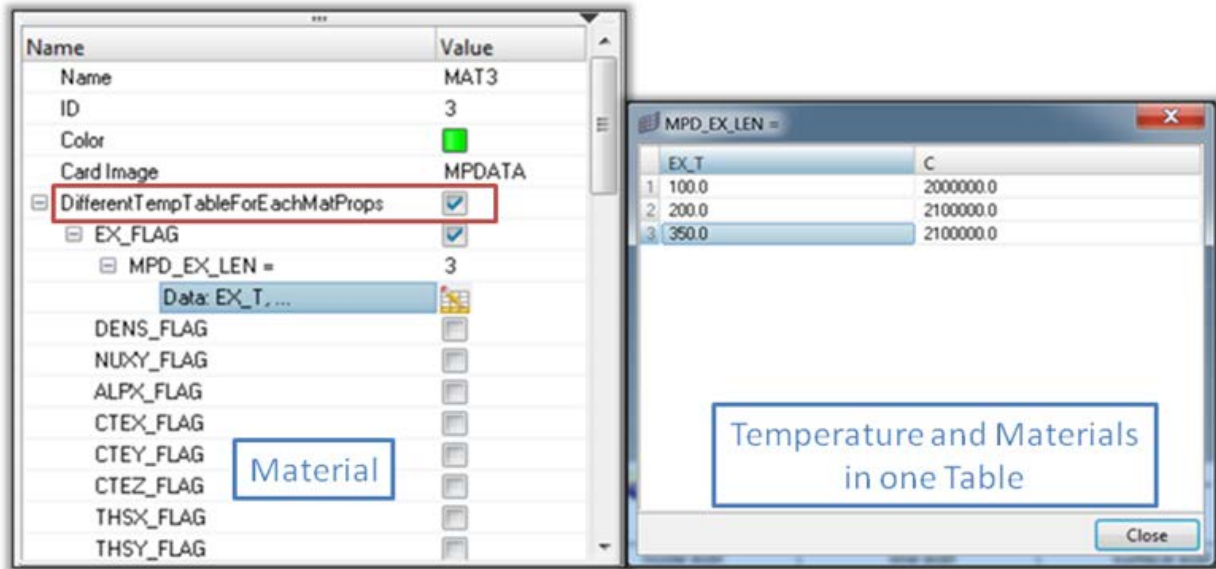 Name Value
Name MAT3
ID 3
Color
Card Image MPDATA
DifferentTempTableForEachMatProps
EX_FLAG
MPD_EX_LEN = 3
Data: EX_T, ...
DENS_FLAG
NUXY_FLAG
ALPX_FLAG
CTEX_FLAG
CTEY_FLAG
CTEZ_FLAG
THSX_FLAG
THSY_FLAG
Material
MPD_EX_LEN =
EX_T C
1 100.0 2000000.0
2 200.0 2100000.0
3 350.0 2100000.0
Temperature and Materials
in one Table
Close